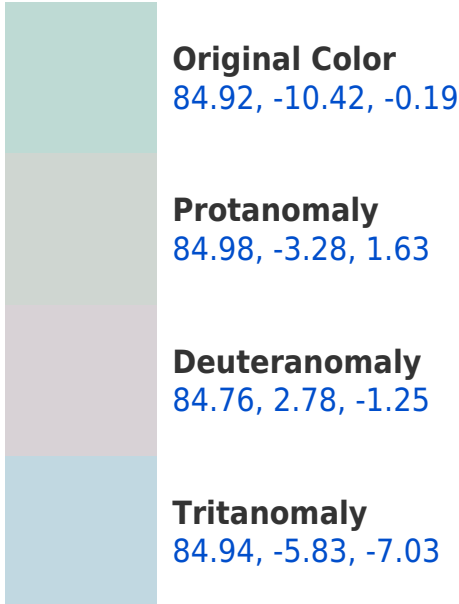 Original Color
84.92, -10.42, -0.19
Protanomaly
84.98, -3.28, 1.63
Deuteranomaly
84.76, 2.78, -1.25
Tritanomaly
84.94, -5.83, -7.03